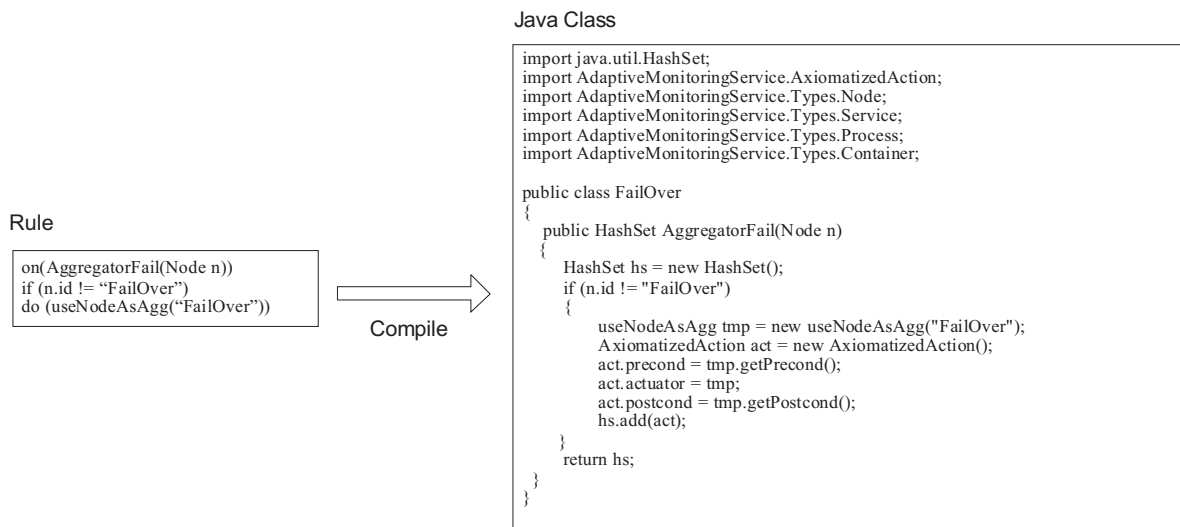 Java Class
import java.util.HashSet;
import AdaptiveMonitoringService.AxiomatizedAction;
import AdaptiveMonitoringService.Types.Node;
import AdaptiveMonitoringService.Types.Service;
import AdaptiveMonitoringService.Types.Process;
import AdaptiveMonitoringService.Types.Container;
public class FailOver
{
public HashSet AggregatorFail(Node n)
{
HashSet hs = new HashSet();
if (n.id != "FailOver")
{
useNodeAsAgg tmp = new useNodeAsAgg("FailOver");
AxiomatizedAction act = new AxiomatizedAction();
act.precond = tmp.getPrecond();
act.actuator = tmp;
act.postcond = tmp.getPostcond();
hs.add(act);
}
return hs;
}
}
Rule
on(AggregatorFail(Node n))
if (n.id != “FailOver”)
do (useNodeAsAgg(“FailOver”))
Compile